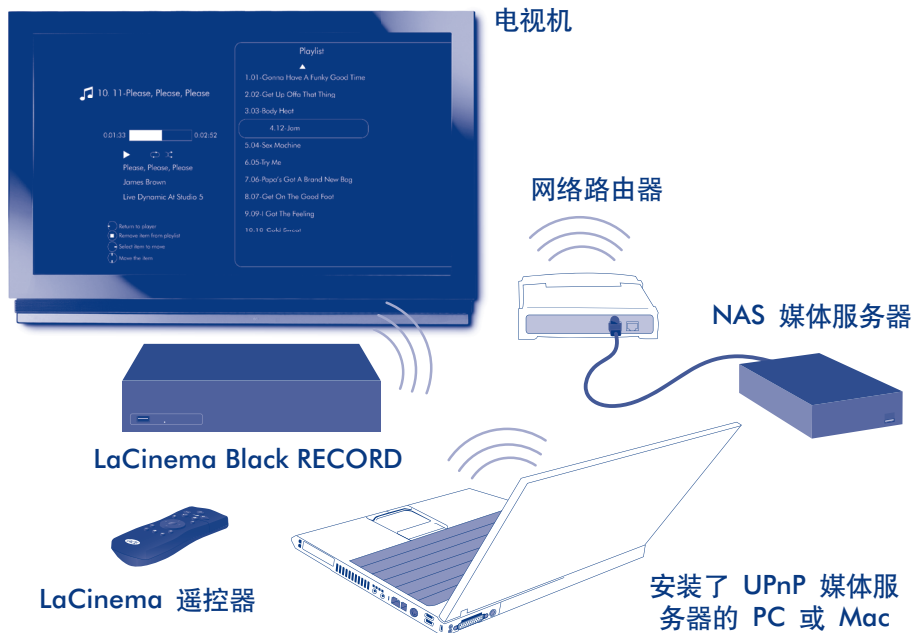 电视机
Playlist
10. 11-Please, Please, Please
0:01:33
0:02:52
Please, Please, Please
James Brown
Live Dynamic At Studio 5
Return to player
Remove item from playlist
Select item to move
Move the item
1.01-Gonna Have A Funky Good Time
2.02-Get Up Offa That Thing
3.03-Body Heat
4.12-Jam
5.04-Sex Machine
6.05-Try Me
7.06-Papa's Got A Brand New Bag
8.07-Get On The Good Foot
9.09-I Got The Feeling
网络路由器
NAS 媒体服务器
LaCinema Black RECORD
LaCinema 遥控器
安装了 UPnP 媒体服
务器的 PC 或 Mac